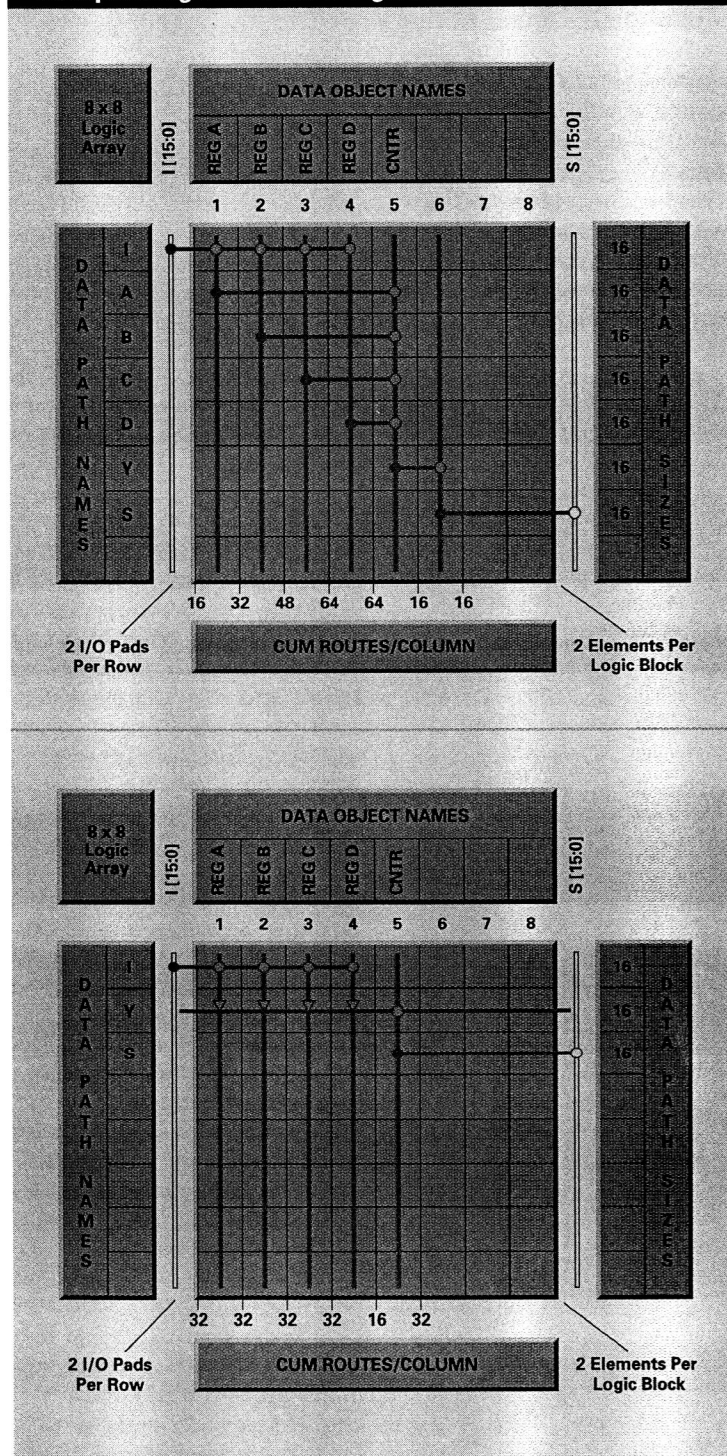 8 x 8
Logic
Array
I [15:0]
DATA OBJECT NAMES
REG A
REG B
REG C
REG D
CNTR
S [15:0]
1 2 3 4 5 6 7 8
DATA PATH NAMES
I
A
B
C
D
Y
S
16
16
16
16
16
16
16
DATA PATH SIZES
16 32 48 64 64 16 16
2 I/O Pads
Per Row
CUM ROUTES/COLUMN
2 Elements Per
Logic Block
8 x 8
Logic
Array
I [15:0]
DATA OBJECT NAMES
REG A
REG B
REG C
REG D
CNTR
S [15:0]
1 2 3 4 5 6 7 8
DATA PATH NAMES
I
Y
S
16
16
16
DATA PATH SIZES
32 32 32 32 16 32
2 I/O Pads
Per Row
CUM ROUTES/COLUMN
2 Elements Per
Logic Block